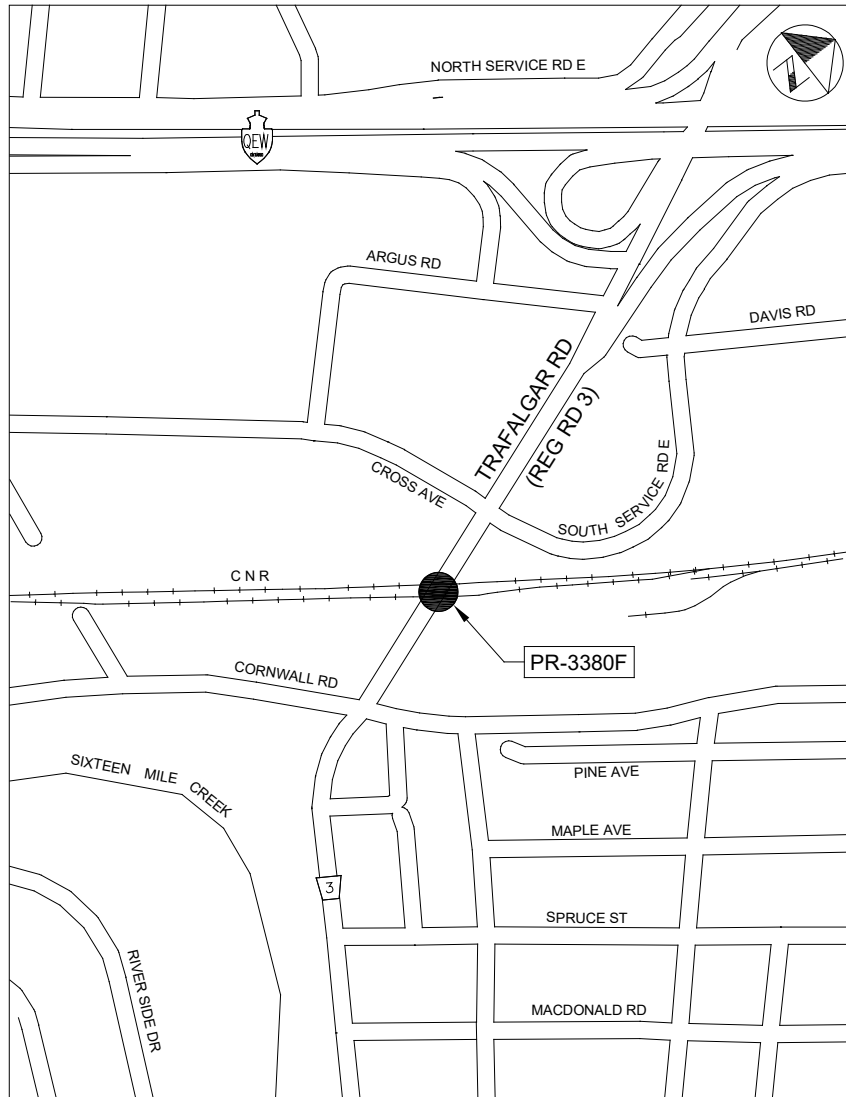 NORTH SERVICE RD E
QEW
ARGUS RD
DAVIS RD
TRAFALGAR RD
(REG RD 3)
CROSS AVE
SOUTH SERVICE RD E
C N R
PR-3380F
CORNWALL RD
SIXTEEN MILE CREEK
PINE AVE
MAPLE AVE
3
SPRUCE ST
RIVER SIDE DR
MACDONALD RD